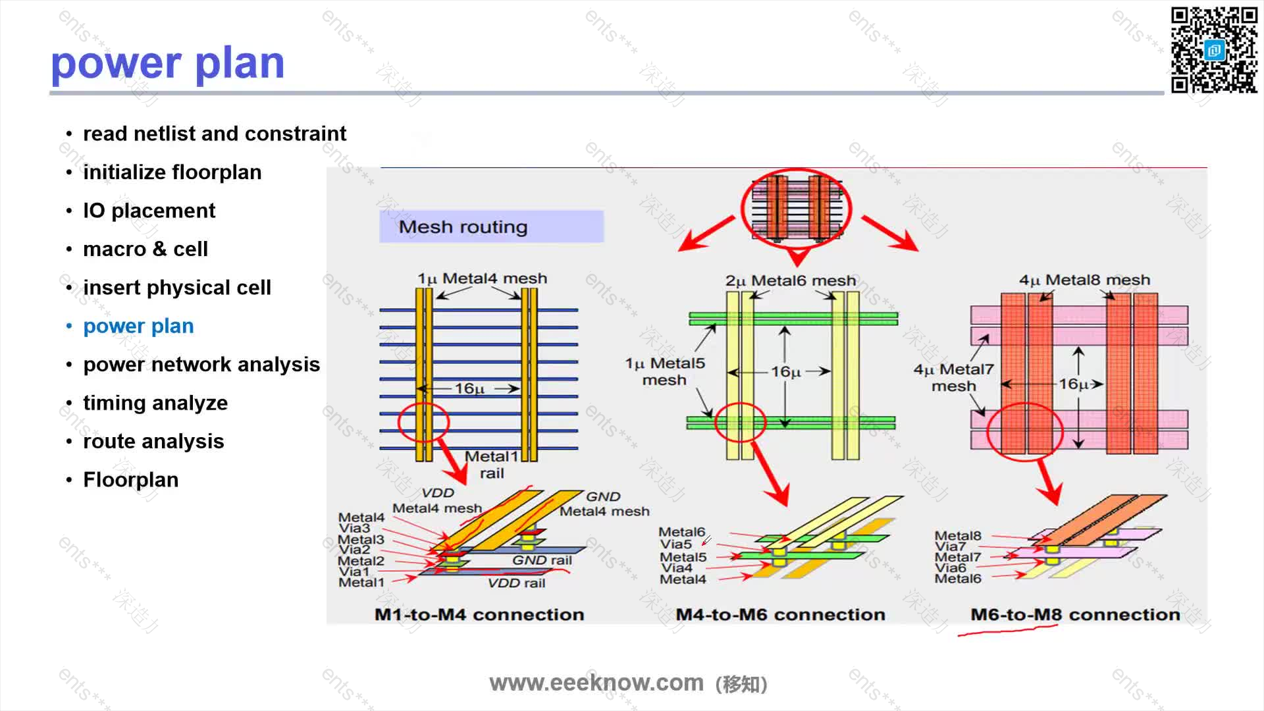 power plan
• read netlist and constraint
• initialize floorplan
• IO placement
• macro & cell
• insert physical cell
• power plan
• power network analysis
• timing analyze
• route analysis
• Floorplan
Mesh routing
1µ Metal4 mesh
16µ
Metal1
rail
VDD
Metal4 mesh
GND
Metal4 mesh
Metal4
Via3
Metal3
Via2
Metal2
Via1
Metal1
GND rail
VDD rail
M1-to-M4 connection
2µ Metal6 mesh
1µ Metal5
mesh
16µ
Metal6
Via5
Metal5
Via4
Metal4
M4-to-M6 connection
4µ Metal8 mesh
4µ Metal7
mesh
16µ
Metal8
Via7
Metal7
Via6
Metal6
M6-to-M8 connection
www.eeeknow.com（移知）
ents***
深造力